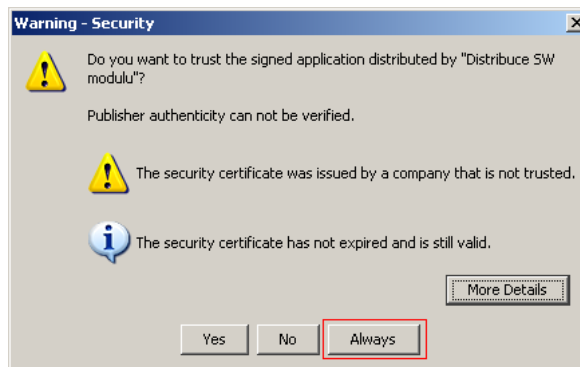 Warning - Security
Do you want to trust the signed application distributed by "Distribuce SW
modulu"?
Publisher authenticity can not be verified.
The security certificate was issued by a company that is not trusted.
The security certificate has not expired and is still valid.
More Details
Yes No Always